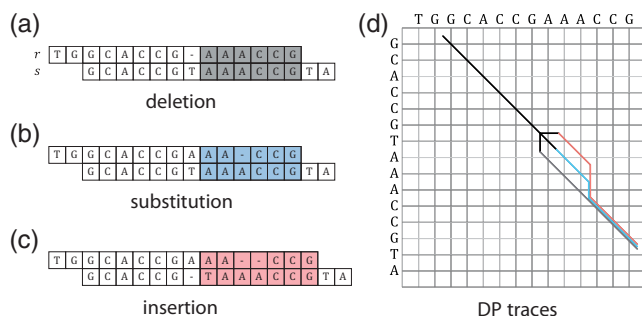 (a)
r T G G C A C C G - A A A C C G
s G C A C C G T A A A C C G T A
deletion
(b)
T G G C A C C G A A A - C C G
G C A C C G T A A A C C G T A
substitution
(c)
T G G C A C C G A A A - - C C G
G C A C C G - T A A A C C G T A
insertion
(d)
T G G C A C C G A A A C C G
G
C
A
C
C
G
T
A
A
A
C
C
G
T
A
DP traces